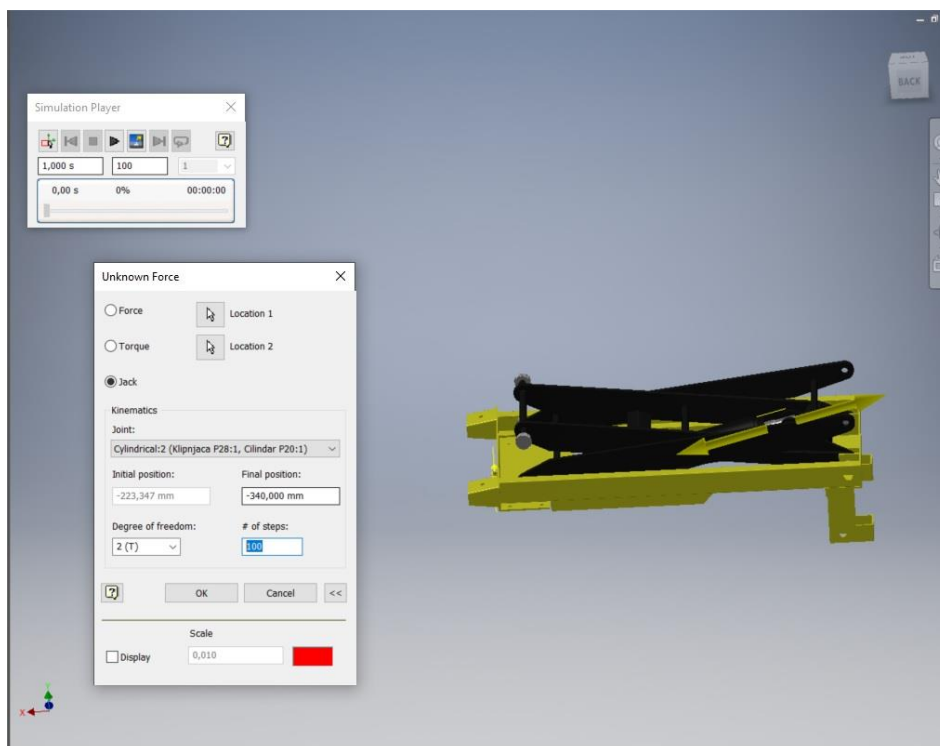 Simulation Player
1,000 s 100 1
0,00 s 0% 00:00:00
BACK
Unknown Force
Force Location 1
Torque Location 2
Jack
Kinematics
Joint:
Cylindrical:2 (Klipnjaca P28:1, Cilindar P20:1)
Initial position: Final position:
-223,347 mm -340,000 mm
Degree of freedom: # of steps:
2 (T) 100
OK Cancel <<
Scale
Display 0,010
Y
X